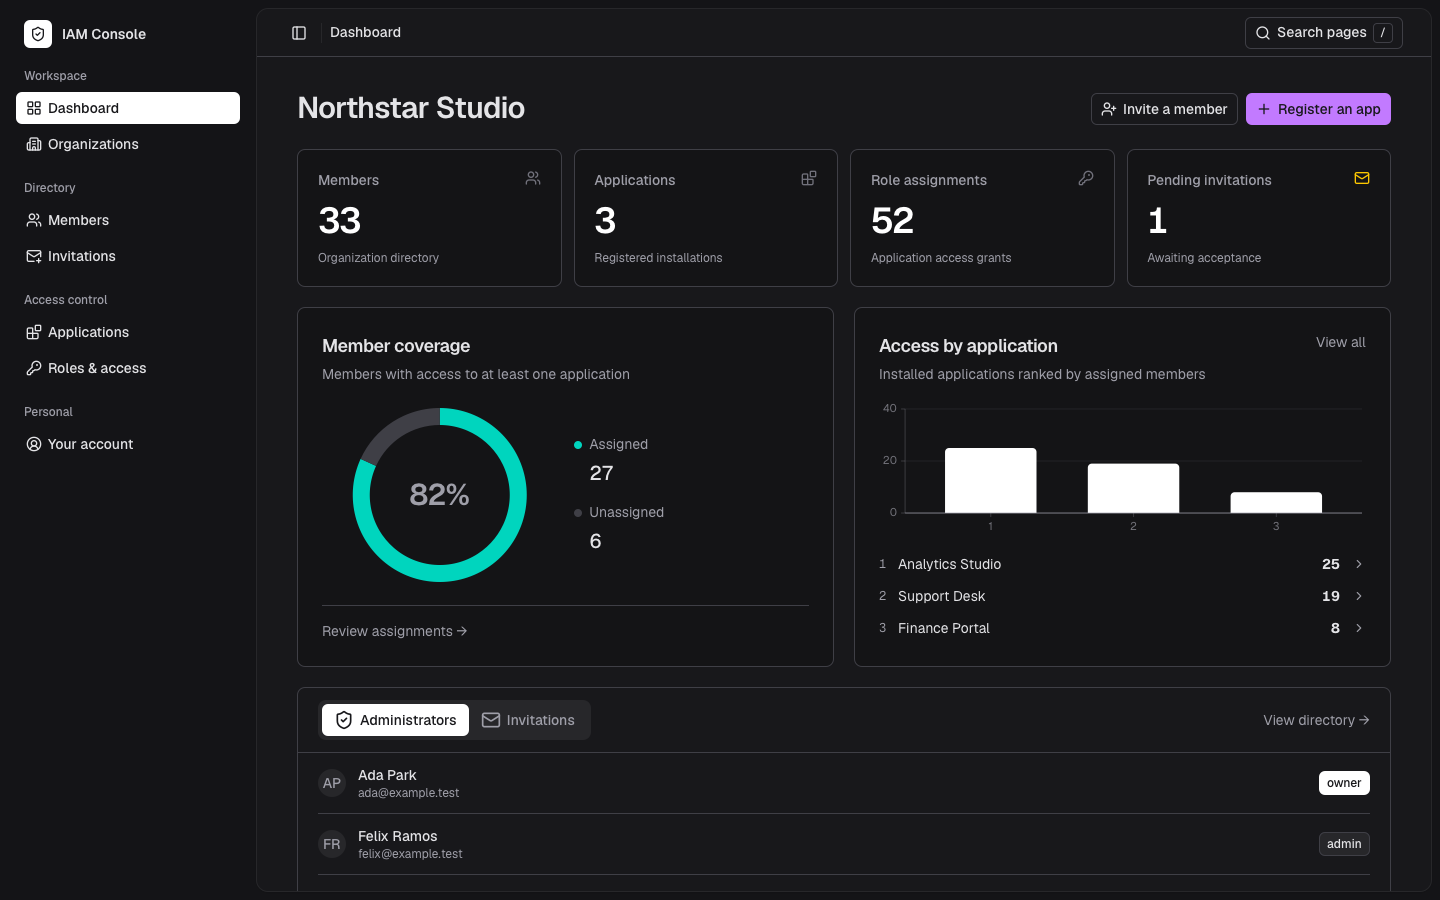 IAM Console
Workspace
Dashboard
Organizations
Directory
Members
Invitations
Access control
Applications
Roles & access
Personal
Your account
Dashboard
Search pages /
Northstar Studio
Invite a member
Register an app
Members
33
Organization directory
Applications
3
Registered installations
Role assignments
52
Application access grants
Pending invitations
1
Awaiting acceptance
Member coverage
Members with access to at least one application
82%
Assigned
27
Unassigned
6
Review assignments →
Access by application
View all
Installed applications ranked by assigned members
40
20
0
1 2 3
1 Analytics Studio 25
2 Support Desk 19
3 Finance Portal 8
Administrators
Invitations
View directory →
AP
Ada Park
ada@example.test
owner
FR
Felix Ramos
felix@example.test
admin